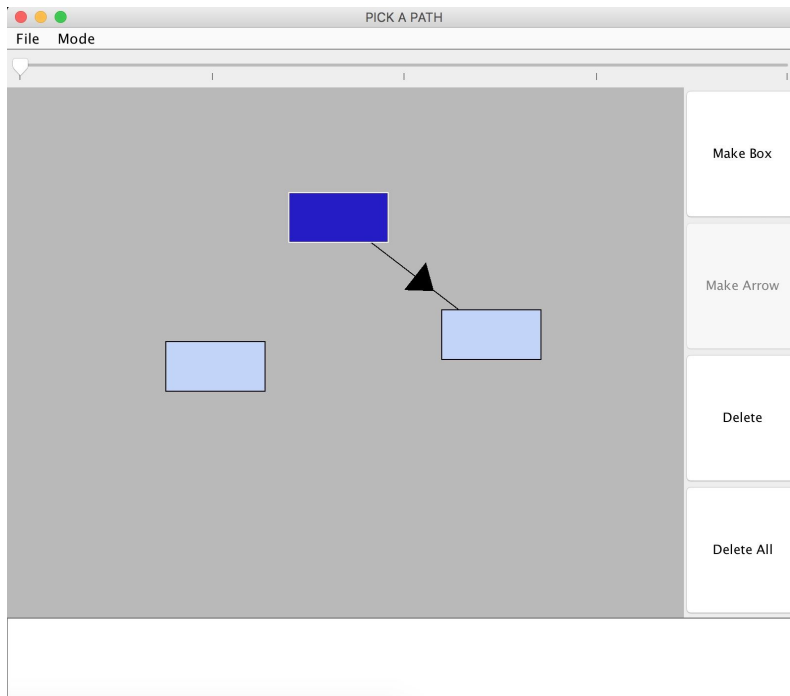 PICK A PATH
File Mode
Make Box
Make Arrow
Delete
Delete All